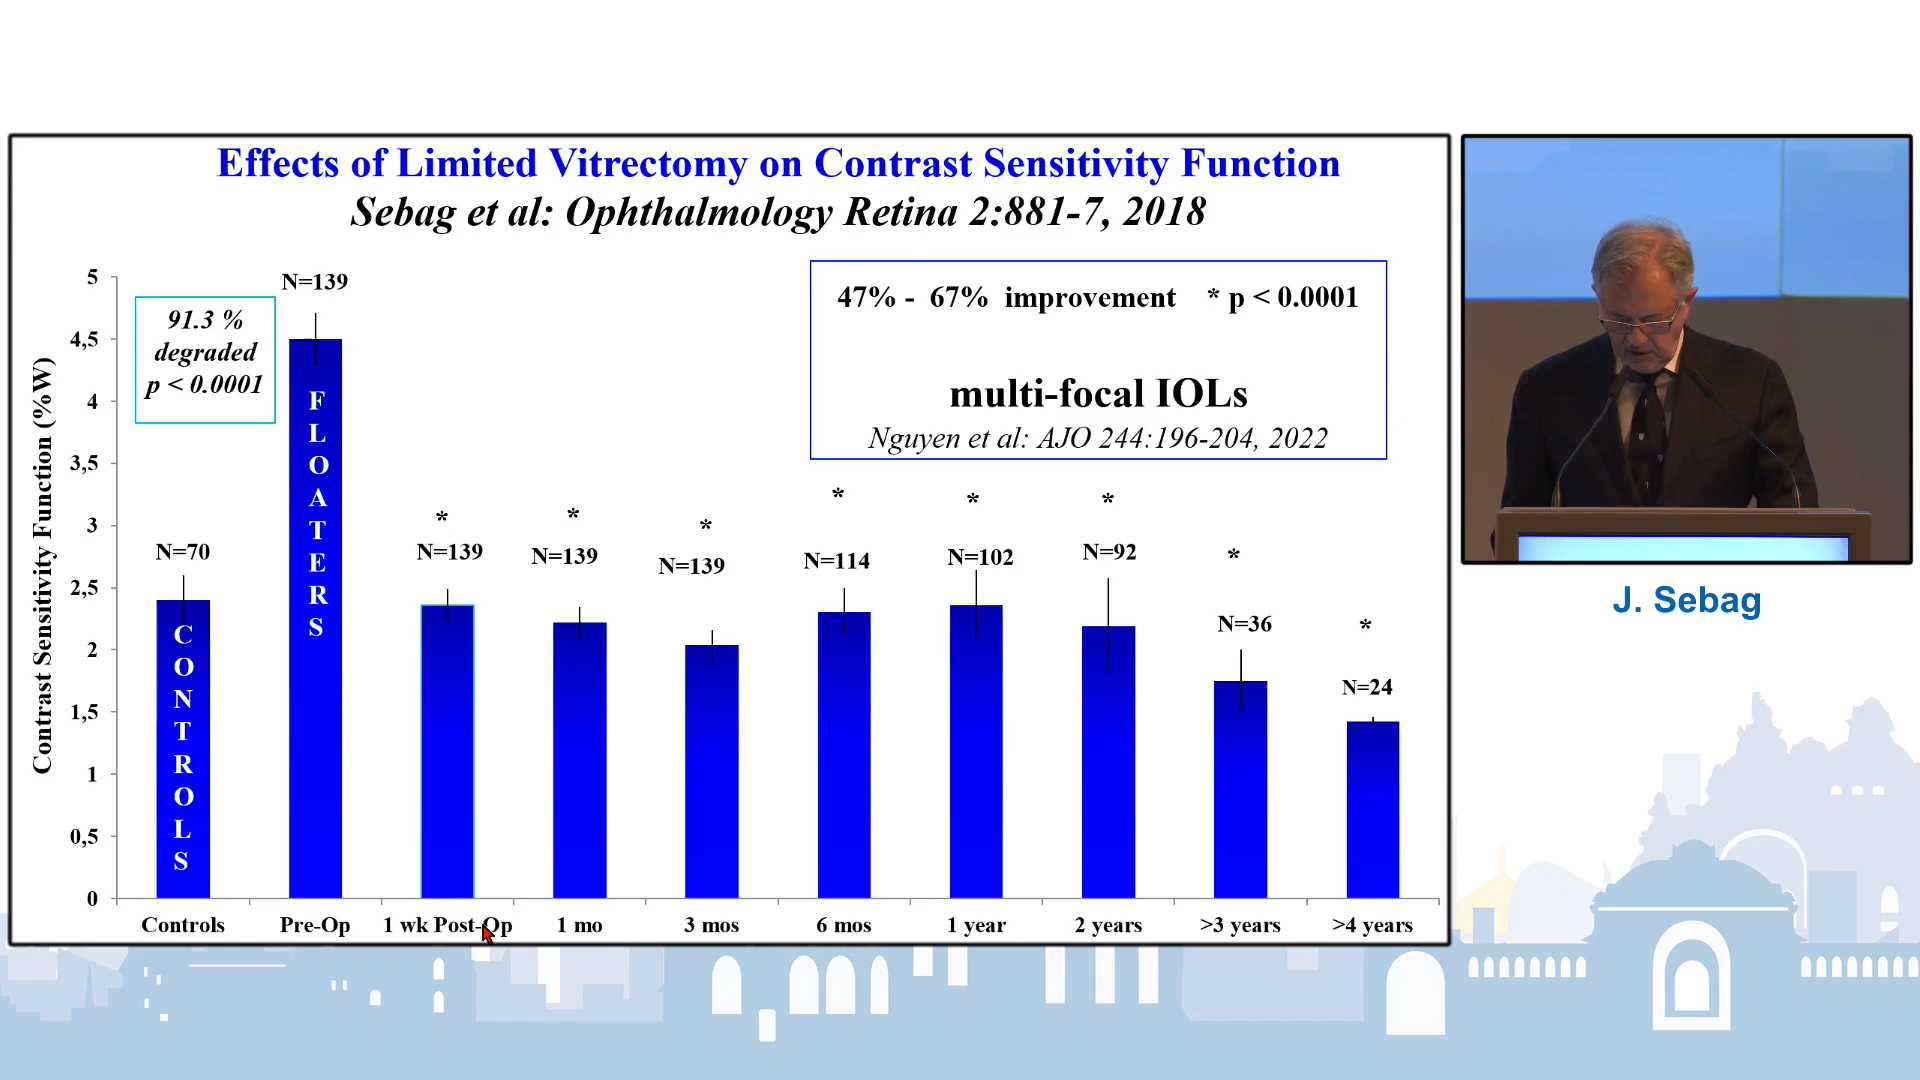 Effects of Limited Vitrectomy on Contrast Sensitivity Function
Sebag et al: Ophthalmology Retina 2:881-7, 2018
Contrast Sensitivity Function (%W)
5
4,5
4
3,5
3
2,5
2
1,5
1
0,5
0
91.3 %
degraded
p < 0.0001
47% - 67% improvement * p < 0.0001
multi-focal IOLs
Nguyen et al: AJO 244:196-204, 2022
N=70
CONTROLS
N=139
FLOATERS
*
N=139
*
N=139
*
N=139
*
N=114
*
N=102
*
N=92
*
N=36
*
N=24
Controls Pre-Op 1 wk Post-Op 1 mo 3 mos 6 mos 1 year 2 years >3 years >4 years
J. Sebag